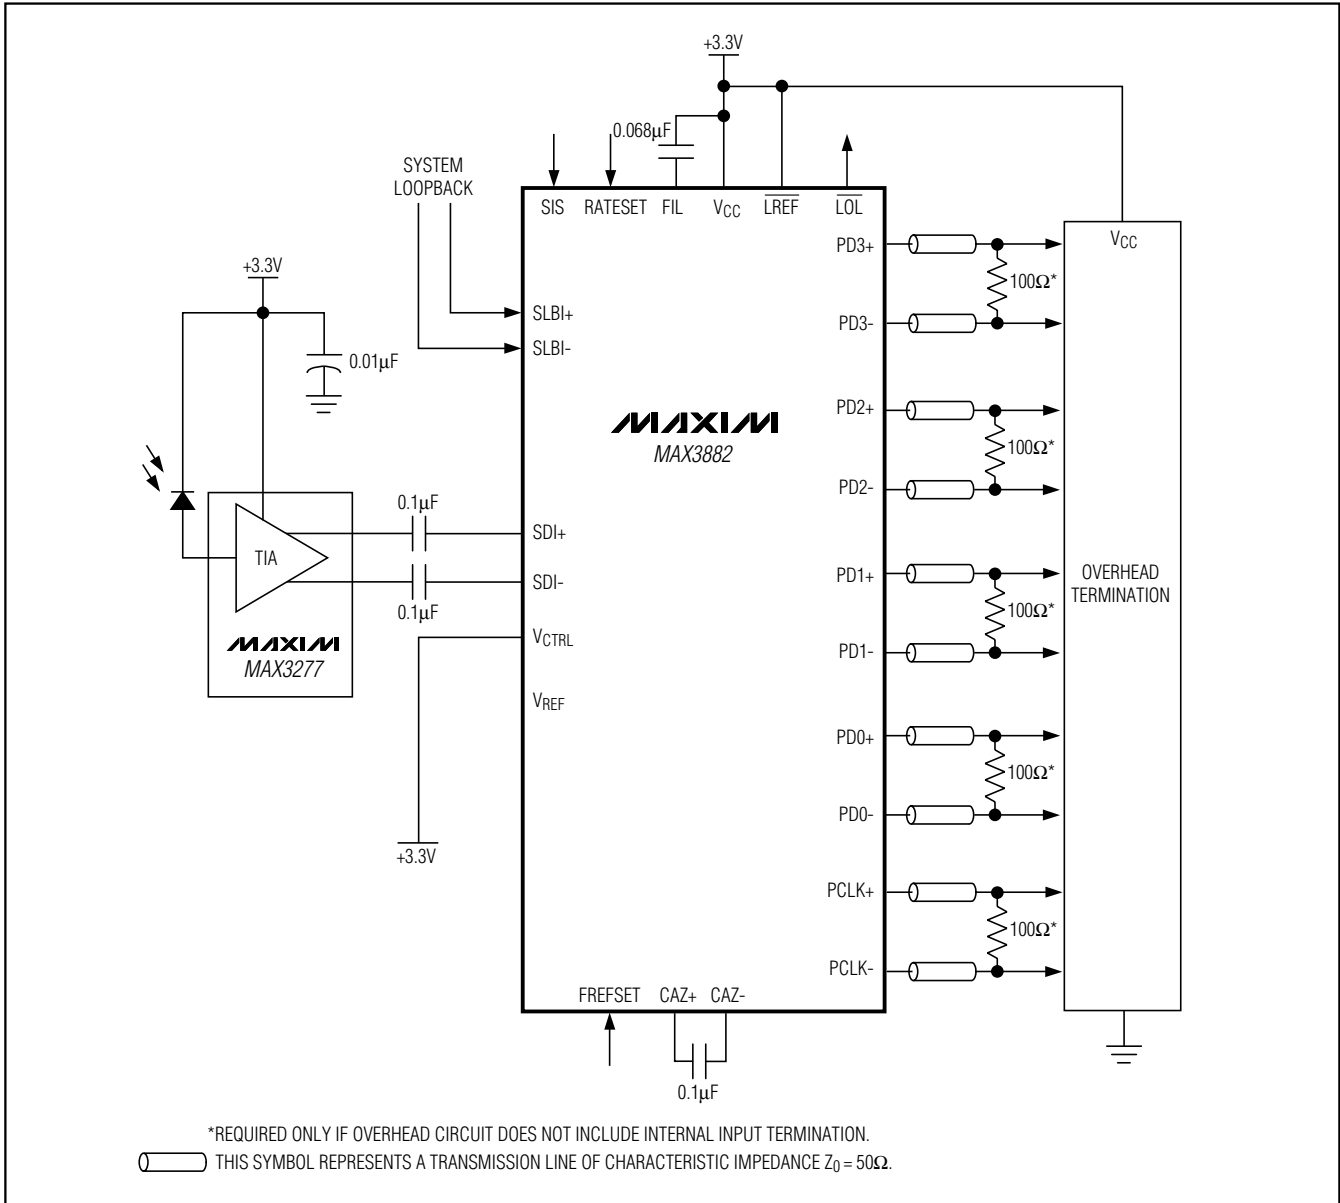 +3.3V
0.068μF
SYSTEM
LOOPBACK
SIS RATESET FIL VCC LREF LOL
PD3+
VCC
+3.3V
100Ω*
SLBI+
PD3-
SLBI-
0.01μF
PD2+
MAXIM
MAX3882
100Ω*
PD2-
0.1μF
SDI+
TIA
PD1+
OVERHEAD
TERMINATION
SDI-
0.1μF
100Ω*
VCTRL
MAXIM
MAX3277
PD1-
VREF
PD0+
100Ω*
PD0-
+3.3V
PCLK+
100Ω*
PCLK-
FREFSET CAZ+ CAZ-
0.1μF
*REQUIRED ONLY IF OVERHEAD CIRCUIT DOES NOT INCLUDE INTERNAL INPUT TERMINATION.
THIS SYMBOL REPRESENTS A TRANSMISSION LINE OF CHARACTERISTIC IMPEDANCE Z0 = 50Ω.